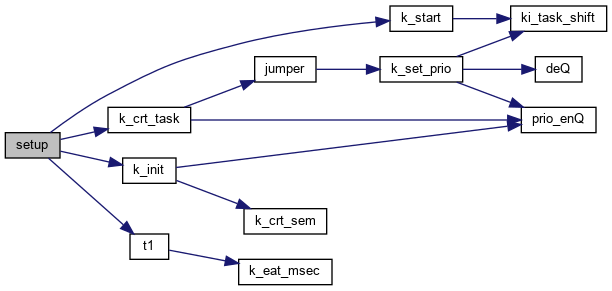 k_start
ki_task_shift
jumper
k_set_prio
deQ
k_crt_task
prio_enQ
setup
k_init
k_crt_sem
t1
k_eat_msec